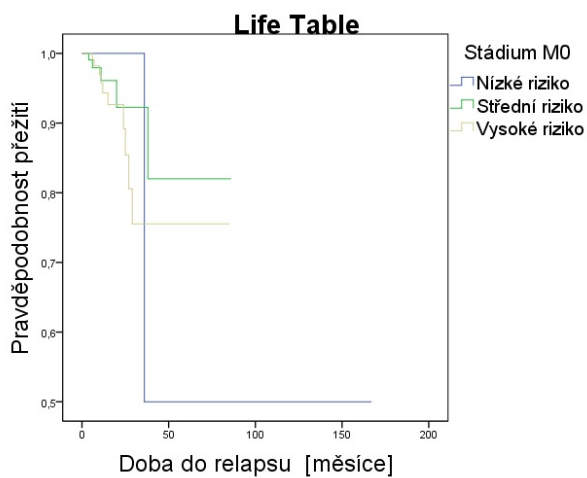 Life Table
Stádium M0
Nízké riziko
Střední riziko
Vysoké riziko
Pravděpodobnost přežití
1,0
0,9
0,8
0,7
0,6
0,5
0 50 100 150 200
Doba do relapsu [měsíce]